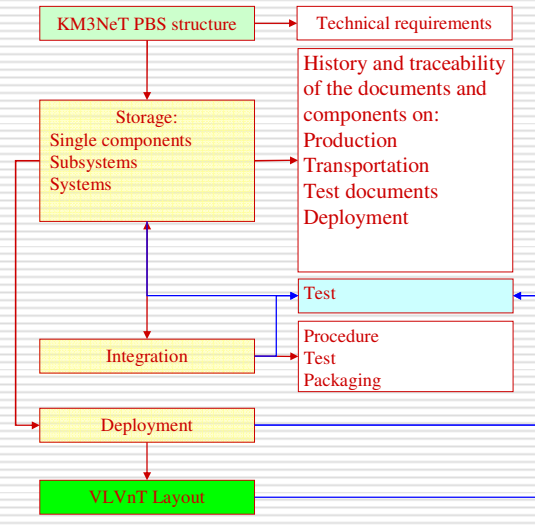 KM3NeT PBS structure
Technical requirements
Storage:
Single components
Subsystems
Systems
History and traceability
of the documents and
components on:
Production
Transportation
Test documents
Deployment
Test
Integration
Procedure
Test
Packaging
Deployment
VLVnT Layout